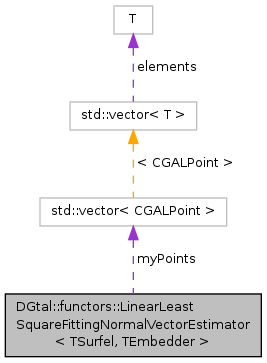 T
elements
std::vector< T >
< CGALPoint >
std::vector< CGALPoint >
myPoints
DGtal::functors::LinearLeast
SquareFittingNormalVectorEstimator
< TSurfel, TEmbedder >